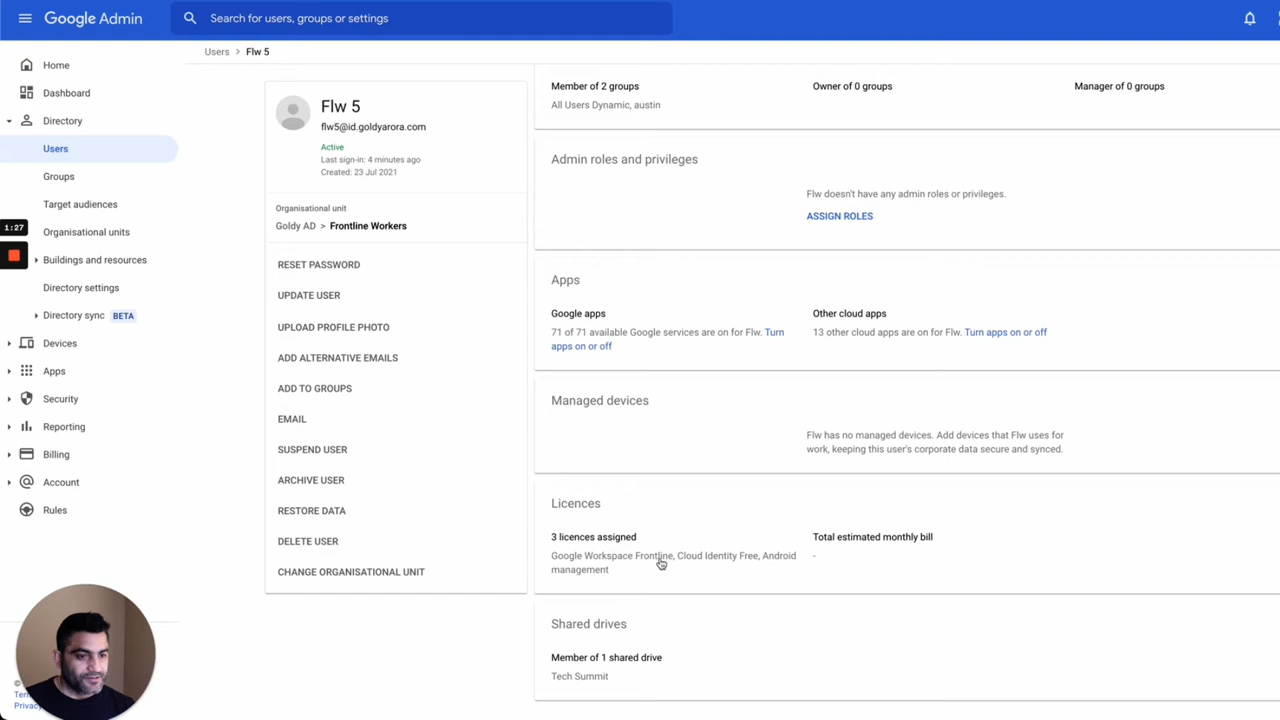 Google Admin
Search for users, groups or settings
Users > Flw 5
Home
Dashboard
Directory
Users
Groups
Target audiences
Organisational units
Buildings and resources
Directory settings
Directory sync BETA
Devices
Apps
Security
Reporting
Billing
Account
Rules
1:27
Flw 5
flw5@id.goldyarora.com
Active
Last sign-in: 4 minutes ago
Created: 23 Jul 2021
Organisational unit
Goldy AD > Frontline Workers
RESET PASSWORD
UPDATE USER
UPLOAD PROFILE PHOTO
ADD ALTERNATIVE EMAILS
ADD TO GROUPS
EMAIL
SUSPEND USER
ARCHIVE USER
RESTORE DATA
DELETE USER
CHANGE ORGANISATIONAL UNIT
Member of 2 groups
All Users Dynamic, austin
Owner of 0 groups
Manager of 0 groups
Admin roles and privileges
Flw doesn't have any admin roles or privileges.
ASSIGN ROLES
Apps
Google apps
71 of 71 available Google services are on for Flw. Turn
apps on or off
Other cloud apps
13 other cloud apps are on for Flw. Turn apps on or off
Managed devices
Flw has no managed devices. Add devices that Flw uses for
work, keeping this user's corporate data secure and synced.
Licences
3 licences assigned
Google Workspace Frontline, Cloud Identity Free, Android
management
Total estimated monthly bill
-
Shared drives
Member of 1 shared drive
Tech Summit